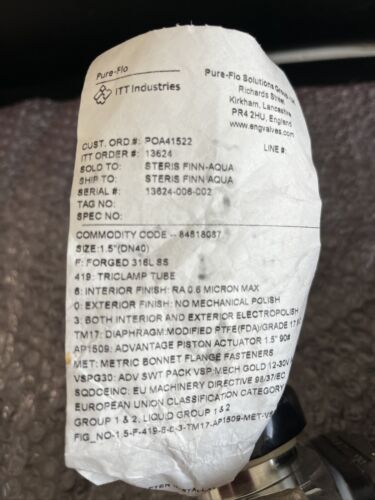 Pure-Flo
ITT Industries
Pure-Flo Solutions Group
Richards Street
Kirkham, Lancashire
PR4 2HU, England
www.engvalves.com
CUST. ORD #: POA41522
ITT ORDER #: 13624
LINE #:
SOLD TO: STERIS FINN-AQUA
SHIP TO: STERIS FINN AQUA
SERIAL #: 13624-006-002
TAG NO:
SPEC NO:
COMMODITY CODE -- 84818087
SIZE: 1.5"(DN40)
F: FORGED 316L SS
419: TRICLAMP TUBE
6: INTERIOR FINISH: RA 0.6 MICRON MAX
0: EXTERIOR FINISH: NO MECHANICAL POLISH
3: BOTH INTERIOR AND EXTERIOR ELECTROPOLISH
TM17: DIAPHRAGM:MODIFIED PTFE(FDA)/GRADE 17
AP1509: ADVANTAGE PISTON ACTUATOR 1.5" 90#
MET: METRIC BONNET FLANGE FASTENERS
VSPG30: ADV SWT PACK VSP:MECH GOLD 12-30V
SQDCEINC: EU MACHINERY DIRECTIVE 98/37/EC
EUROPEAN UNION CLASSIFICATION CATEGORY
GROUP 1 & 2, LIQUID GROUP 1 & 2
FIG_NO-1.5-F-419-6-0-3-TM17-AP1509-MET-VSP